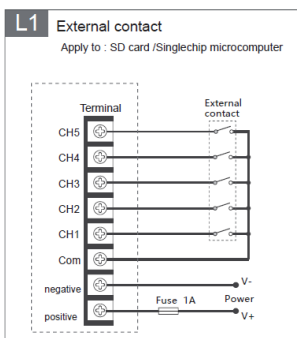 L1 External contact
Apply to : SD card /Singlechip microcomputer
Terminal
External
contact
CH5
CH4
CH3
CH2
CH1
Com
negative
V-
Fuse 1A
Power
positive
V+